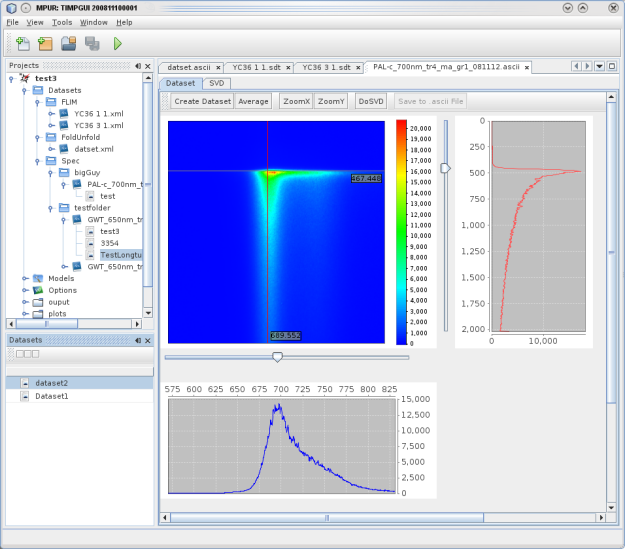 MPUR: TIMPGUI 200811100001
File View Tools Window Help
Projects
test3
Datasets
FLIM
YC36 1 1.xml
YC36 3 1.xml
FoldUnfold
datset.xml
Spec
bigGuy
PAL-c_700nm_t
test
testfolder
GWT_650nm_tr
test3
3354
TestLongtu
GWT_650nm_tr
Models
Options
ouput
plots
Datasets
dataset2
Dataset1
datset.ascii
YC36 1 1.sdt
YC36 3 1.sdt
PAL-c_700nm_tr4_ma_gr1_081112.ascii
Dataset SVD
Create Dataset Average ZoomX ZoomY DoSVD Save to .ascii File
467.448
689.552
20,000
19,000
18,000
17,000
16,000
15,000
14,000
13,000
12,000
11,000
10,000
9,000
8,000
7,000
6,000
5,000
4,000
3,000
2,000
1,000
0
0
250
500
750
1,000
1,250
1,500
1,750
2,000
0 10,000
575 600 625 650 675 700 725 750 775 800 825
15,000
12,500
10,000
7,500
5,000
2,500
0